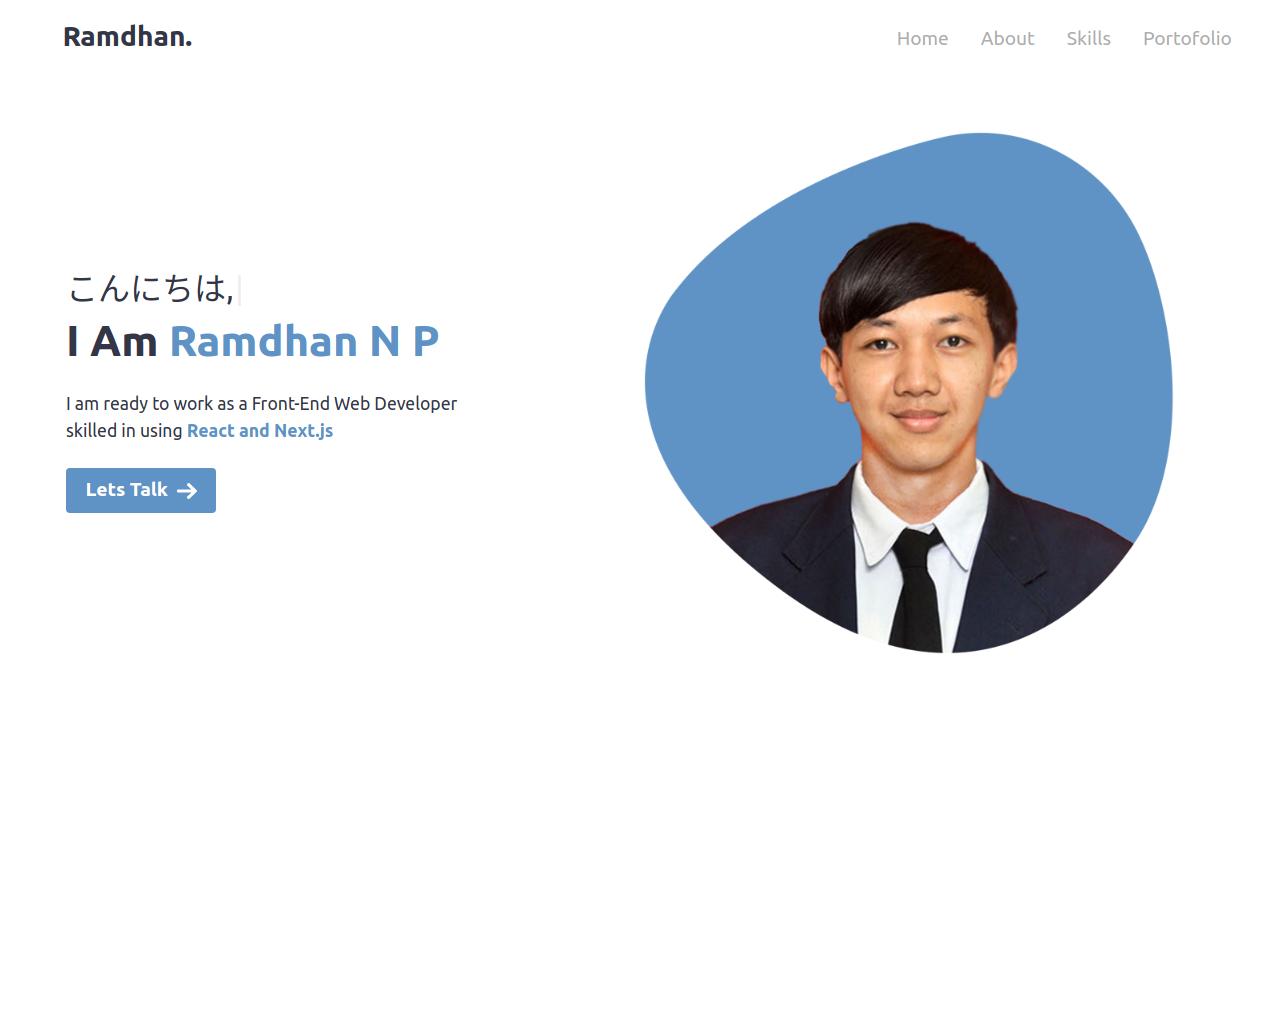 Ramdhan.
Home About Skills Portofolio
こんにちは,
I Am Ramdhan N P
I am ready to work as a Front-End Web Developer
skilled in using React and Next.js
Lets Talk